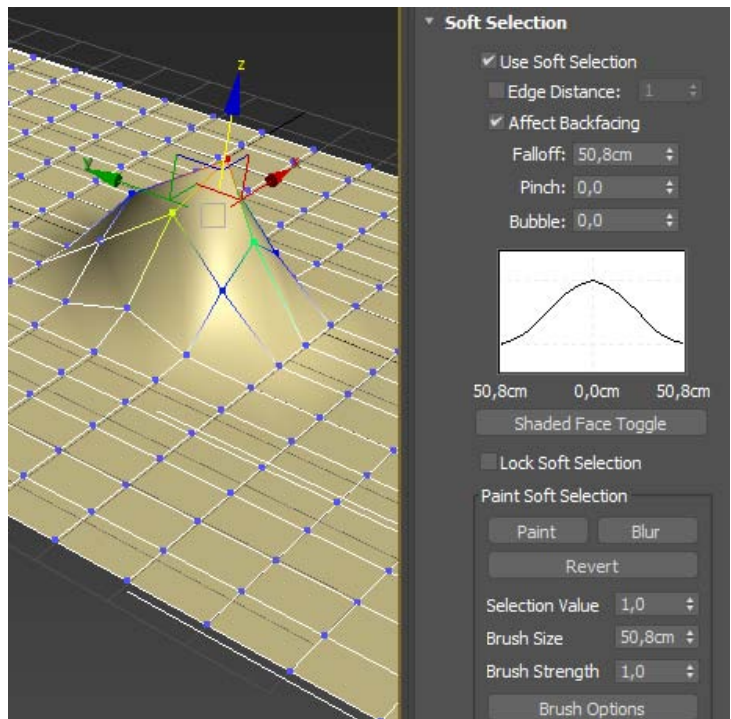 Soft Selection
Use Soft Selection
Edge Distance: 1
Affect Backfacing
Falloff: 50,8cm
Pinch: 0,0
Bubble: 0,0
50,8cm 0,0cm 50,8cm
Shaded Face Toggle
Lock Soft Selection
Paint Soft Selection
Paint Blur
Revert
Selection Value 1,0
Brush Size 50,8cm
Brush Strength 1,0
Brush Options
z
y
x